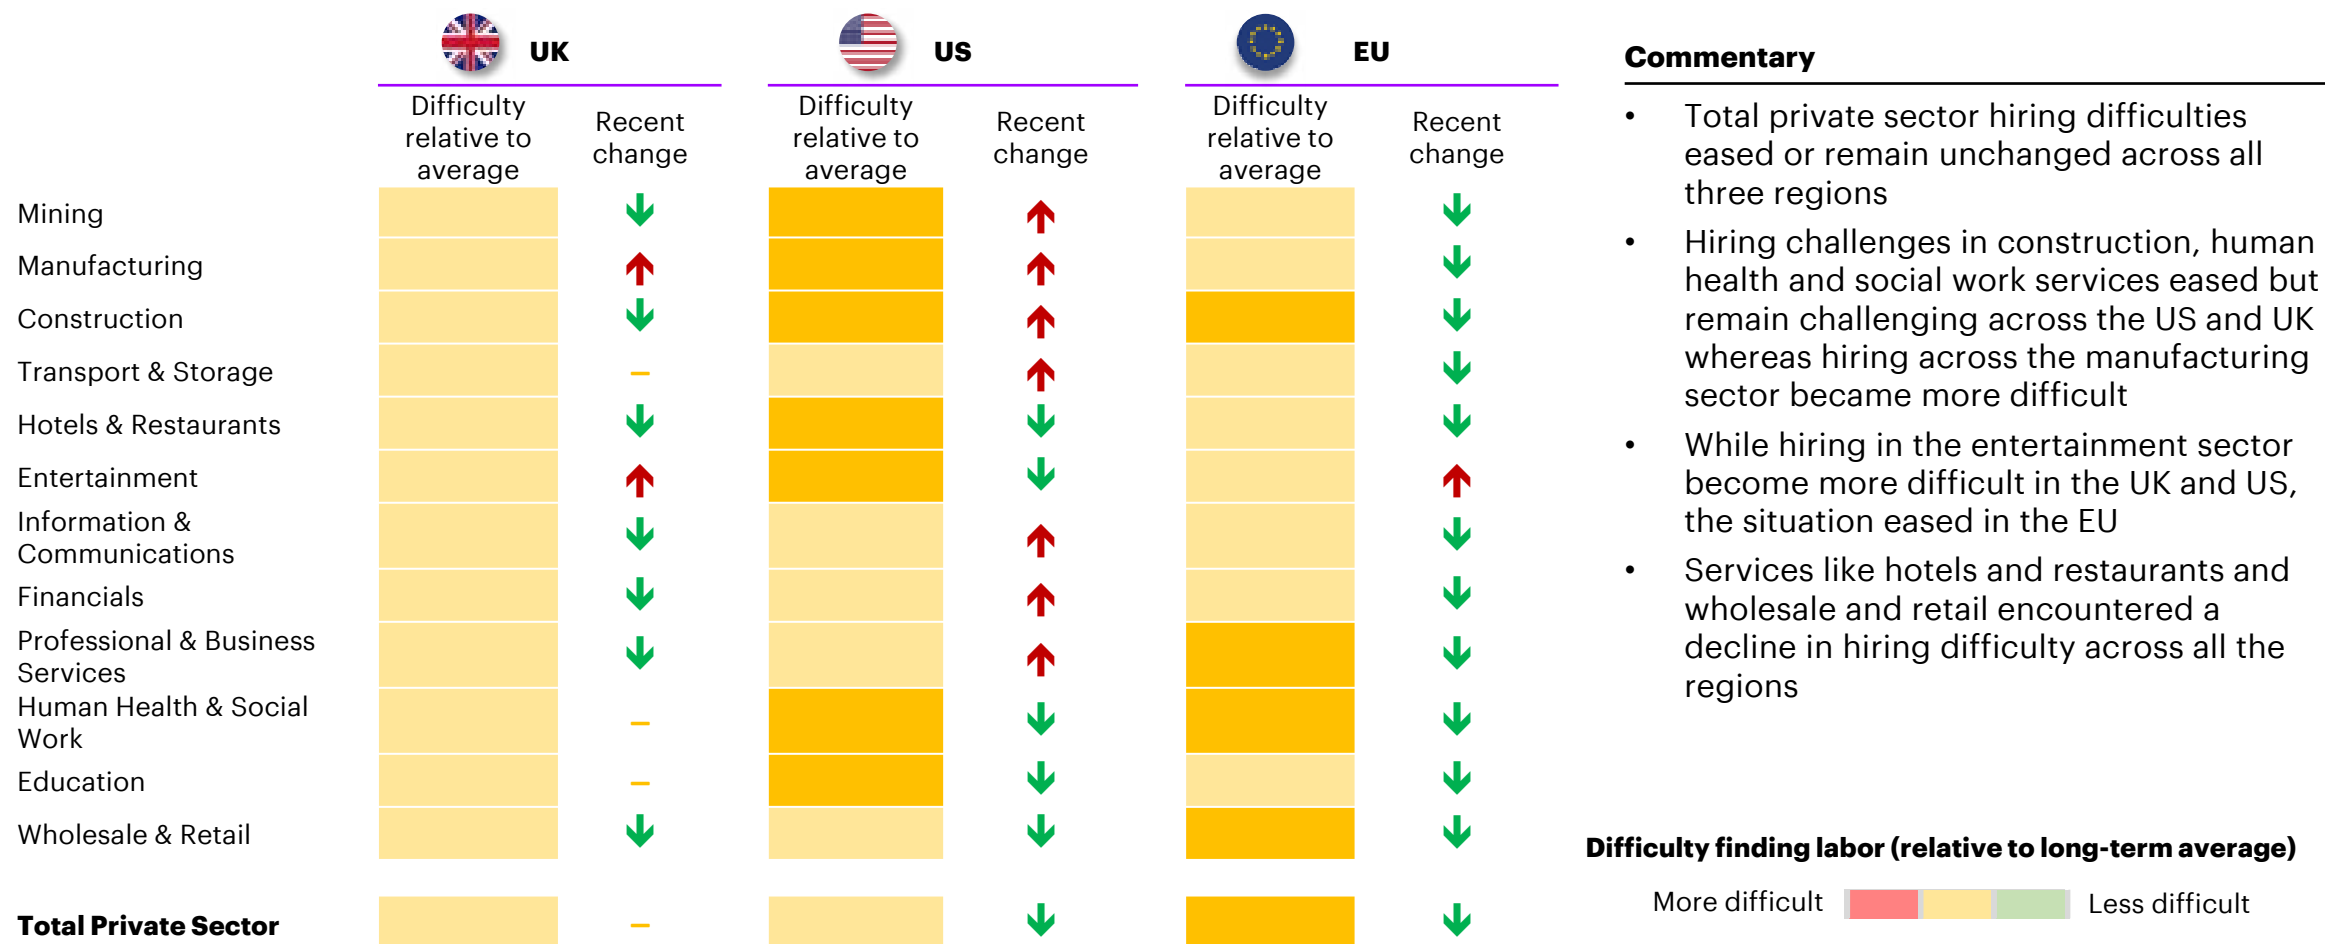 UK
US
EU
Difficulty
relative to
average
Recent
change
Difficulty
relative to
average
Recent
change
Difficulty
relative to
average
Recent
change
Mining
Manufacturing
Construction
Transport & Storage
–
Hotels & Restaurants
Entertainment
Information &
Communications
Financials
Professional & Business
Services
Human Health & Social
Work
–
Education
–
Wholesale & Retail
Total Private Sector
–
Commentary
• Total private sector hiring difficulties
eased or remain unchanged across all
three regions
• Hiring challenges in construction, human
health and social work services eased but
remain challenging across the US and UK
whereas hiring across the manufacturing
sector became more difficult
• While hiring in the entertainment sector
become more difficult in the UK and US,
the situation eased in the EU
• Services like hotels and restaurants and
wholesale and retail encountered a
decline in hiring difficulty across all the
regions
Difficulty finding labor (relative to long-term average)
More difficult
Less difficult